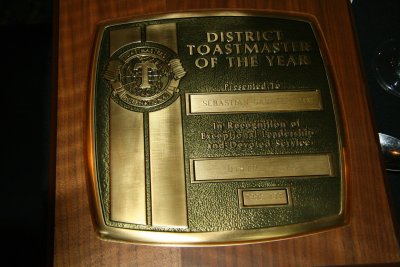 DISTRICT
TOASTMASTER
OF THE YEAR
Presented To
SEBASTIAN
In Recognition of
Exceptional Leadership
and Devoted Service